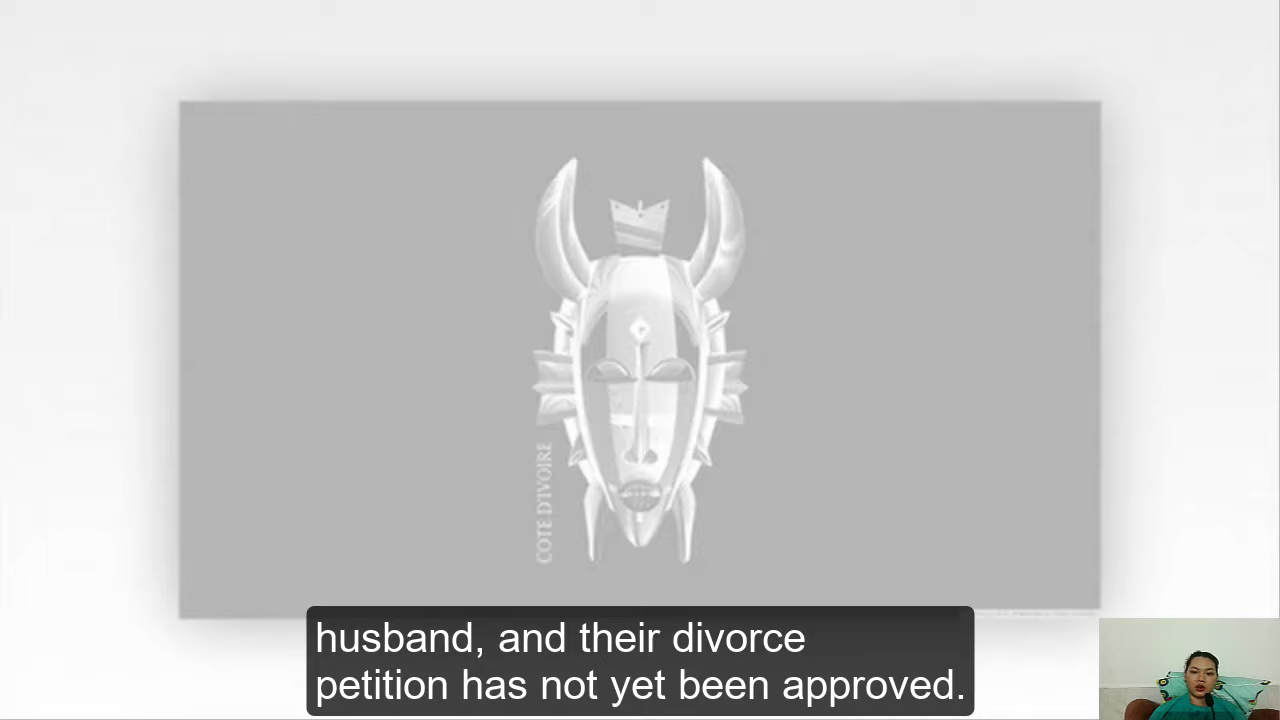 COTE D'IVOIRE
husband, and their divorce
petition has not yet been approved.